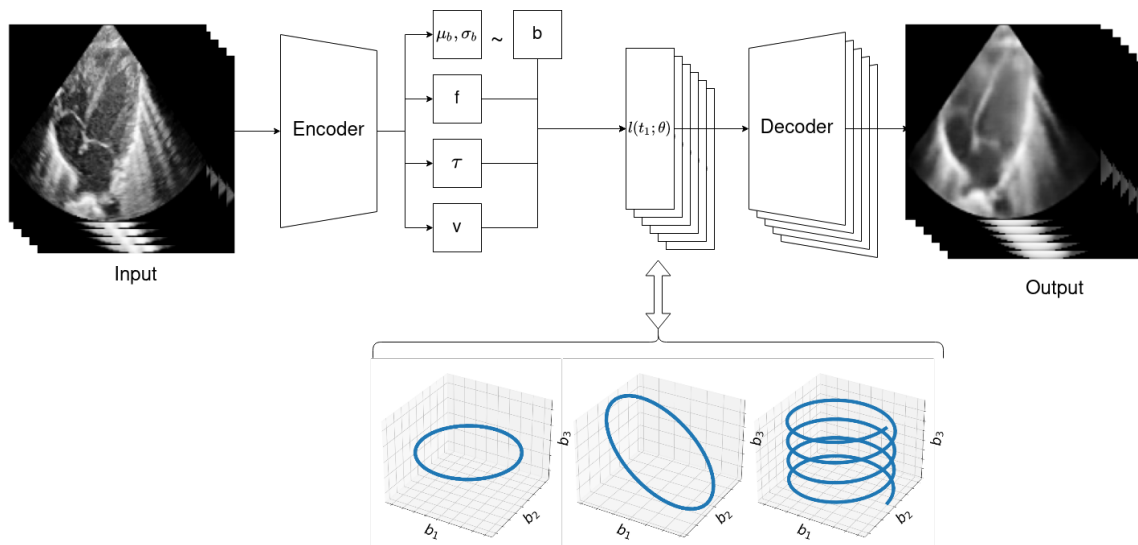 μ_b, σ_b ~ b
f
Encoder
l(t_1; θ)
Decoder
τ
v
Input
Output
b_3
b_3
b_3
b_2
b_2
b_2
b_1
b_1
b_1